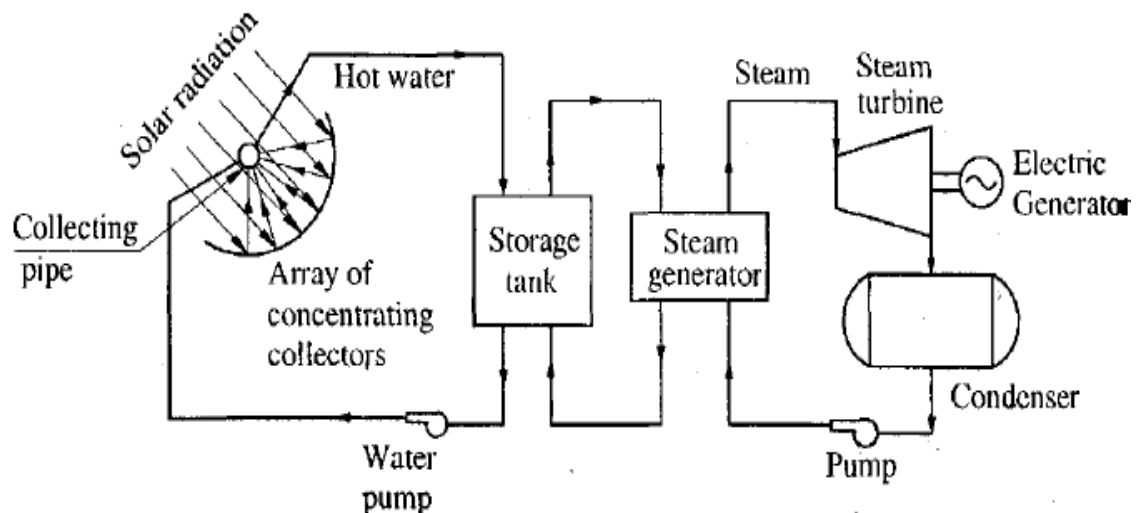 Solar radiation
Hot water
Steam
Steam
turbine
Electric
Generator
Collecting
pipe
Array of
concentrating
collectors
Storage
tank
Steam
generator
Condenser
Water
pump
Pump